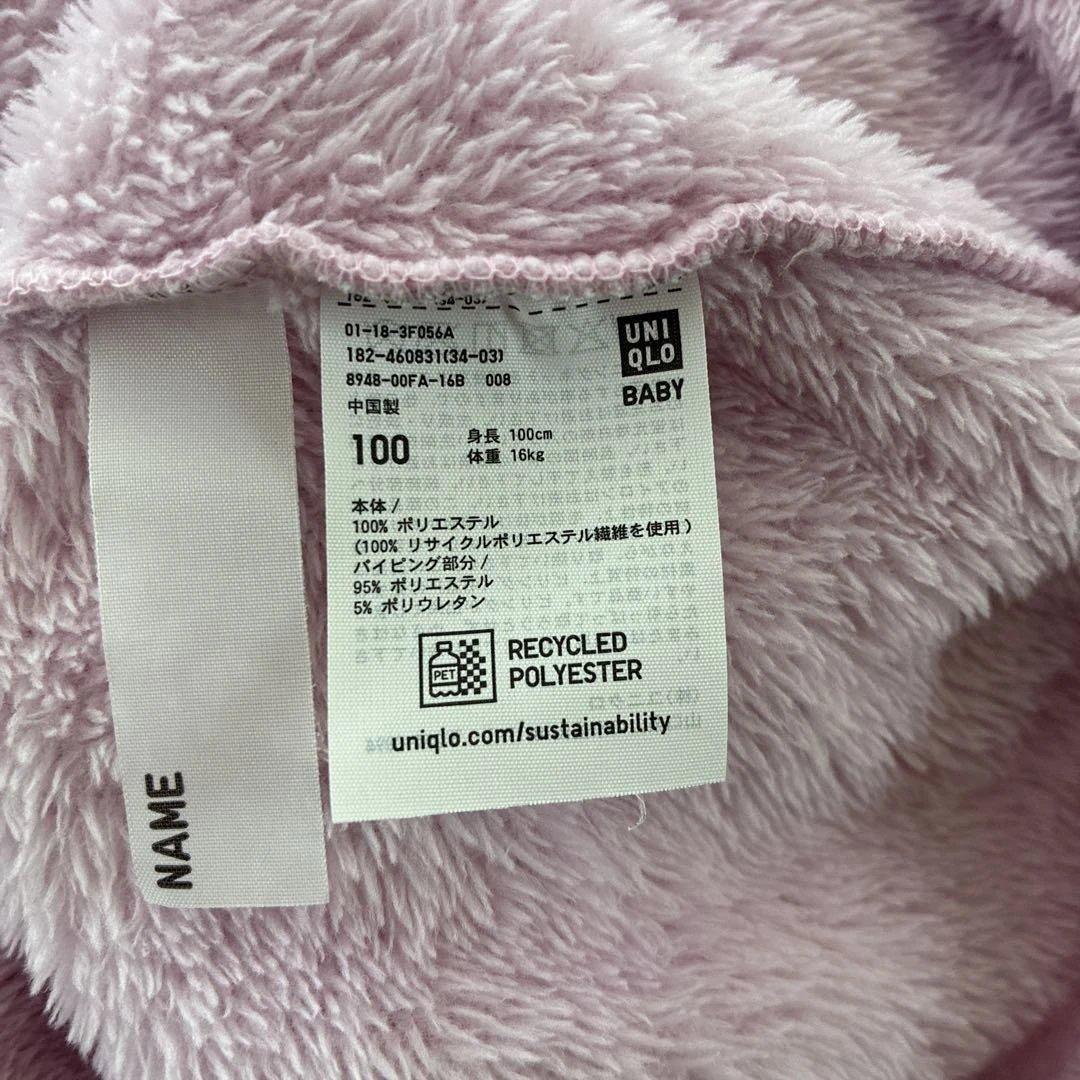 01-18-3F056A
182-460831(34-03)
8948-00FA-16B 008
中国製
UNI
QLO
BABY
100
身長 100cm
体重 16kg
本体/
100% ポリエステル
(100% リサイクルポリエステル繊維を使用)
パイピング部分/
95% ポリエステル
5% ポリウレタン
PET
RECYCLED
POLYESTER
uniqlo.com/sustainability
NAME